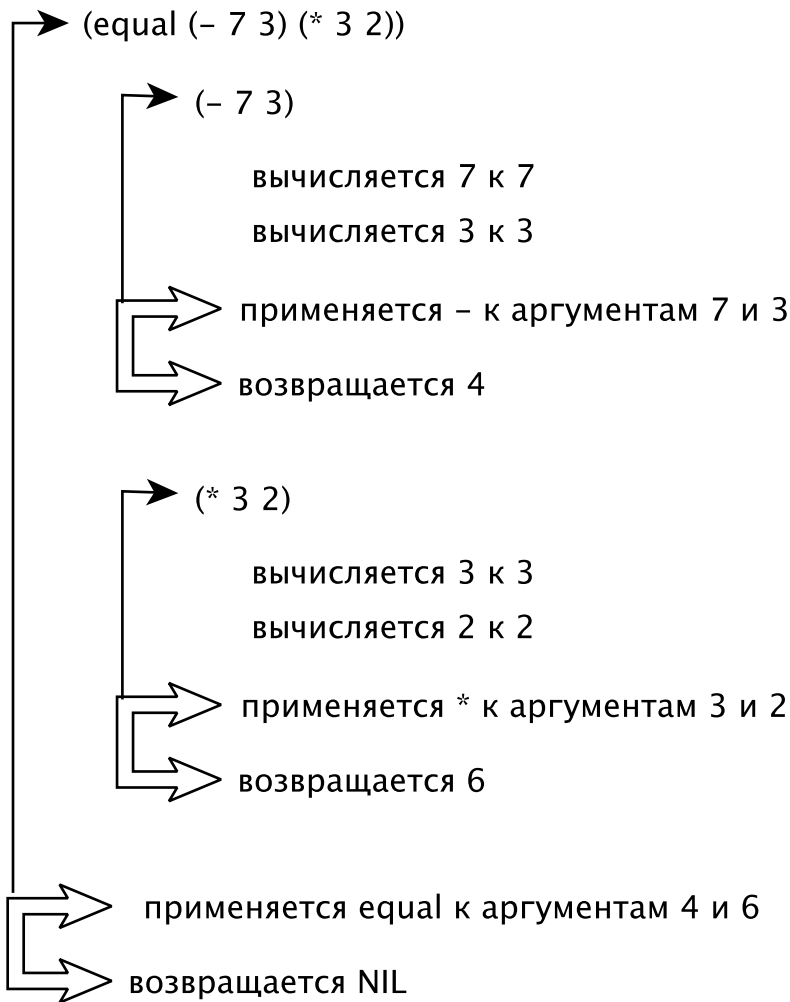 (equal (– 7 3) (* 3 2))
(– 7 3)
вычисляется 7 к 7
вычисляется 3 к 3
применяется – к аргументам 7 и 3
возвращается 4
(* 3 2)
вычисляется 3 к 3
вычисляется 2 к 2
применяется * к аргументам 3 и 2
возвращается 6
применяется equal к аргументам 4 и 6
возвращается NIL